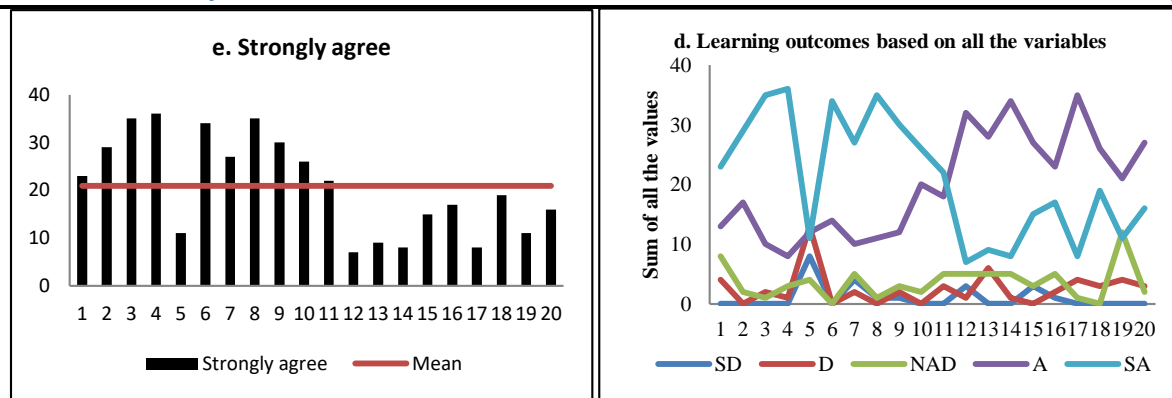 e. Strongly agree
40
30
20
10
0
1 2 3 4 5 6 7 8 9 10 11 12 13 14 15 16 17 18 19 20
Strongly agree Mean
d. Learning outcomes based on all the variables
Sum of all the values
40
30
20
10
0
1 2 3 4 5 6 7 8 9 10 11 12 13 14 15 16 17 18 19 20
SD D NAD A SA